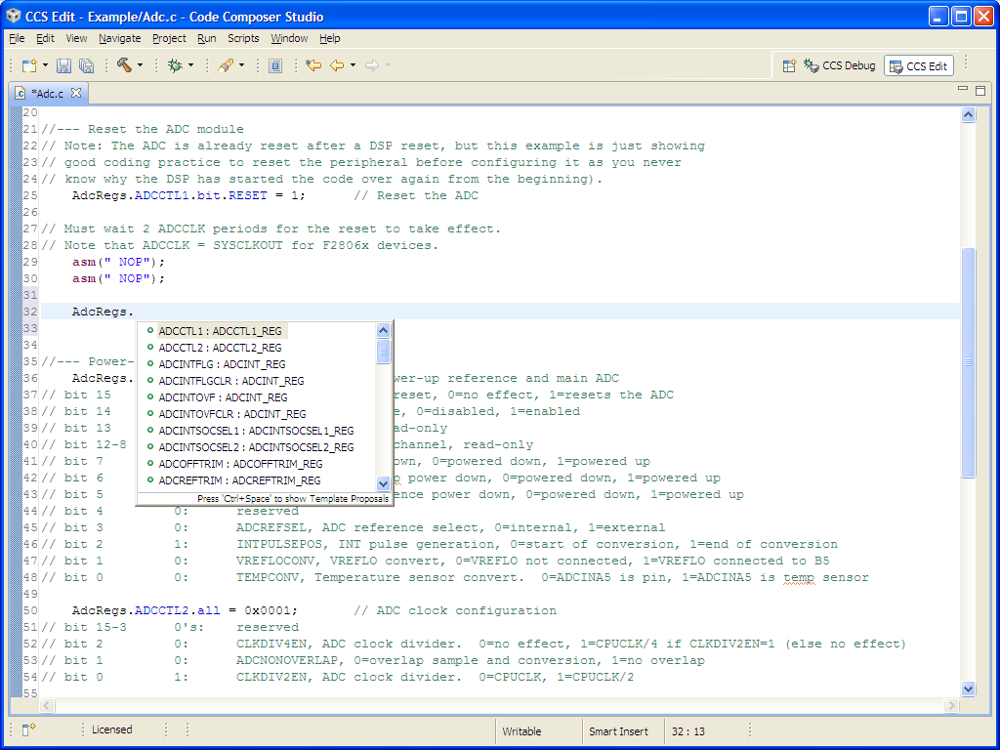 CCS Edit - Example/Adc.c - Code Composer Studio
File Edit View Navigate Project Run Scripts Window Help
CCS Debug CCS Edit
*Adc.c
20
21 //--- Reset the ADC module
22 // Note: The ADC is already reset after a DSP reset, but this example is just showing
23 // good coding practice to reset the peripheral before configuring it as you never
24 // know why the DSP has started the code over again from the beginning).
25 AdcRegs.ADCCTL1.bit.RESET = 1; // Reset the ADC
26
27 // Must wait 2 ADCCLK periods for the reset to take effect.
28 // Note that ADCCLK = SYSCLKOUT for F2806x devices.
29 asm(" NOP");
30 asm(" NOP");
31
32 AdcRegs.
33
ADCCTL1 : ADCCTL1_REG
ADCCTL2 : ADCCTL2_REG
ADCINTFLG : ADCINT_REG
ADCINTFLGCLR : ADCINT_REG
ADCINTOVF : ADCINT_REG
ADCINTOVFCLR : ADCINT_REG
ADCINTSOCSEL1 : ADCINTSOCSEL1_REG
ADCINTSOCSEL2 : ADCINTSOCSEL2_REG
ADCOFFTRIM : ADCOFFTRIM_REG
ADCREFTRIM : ADCREFTRIM_REG
Press 'Ctrl+Space' to show Template Proposals
34
35 //--- Power-
36 AdcRegs. wer-up reference and main ADC
37 // bit 15 reset, 0=no effect, 1=resets the ADC
38 // bit 14 e, 0=disabled, 1=enabled
39 // bit 13 ad-only
40 // bit 12-8 channel, read-only
41 // bit 7 own, 0=powered down, 1=powered up
42 // bit 6 power down, 0=powered down, 1=powered up
43 // bit 5 ence power down, 0=powered down, 1=powered up
44 // bit 4 0: reserved
45 // bit 3 0: ADCREFSEL, ADC reference select, 0=internal, 1=external
46 // bit 2 1: INTPULSEPOS, INT pulse generation, 0=start of conversion, 1=end of conversion
47 // bit 1 0: VREFLOCONV, VREFLO convert, 0=VREFLO not connected, 1=VREFLO connected to B5
48 // bit 0 0: TEMPCONV, Temperature sensor convert. 0=ADCINA5 is pin, 1=ADCINA5 is temp sensor
49
50 AdcRegs.ADCCTL2.all = 0x0001; // ADC clock configuration
51 // bit 15-3 0's: reserved
52 // bit 2 0: CLKDIV4EN, ADC clock divider. 0=no effect, 1=CPUCLK/4 if CLKDIV2EN=1 (else no effect)
53 // bit 1 0: ADCNONOVERLAP, 0=overlap sample and conversion, 1=no overlap
54 // bit 0 1: CLKDIV2EN, ADC clock divider. 0=CPUCLK, 1=CPUCLK/2
55
Licensed Writable Smart Insert 32 : 13